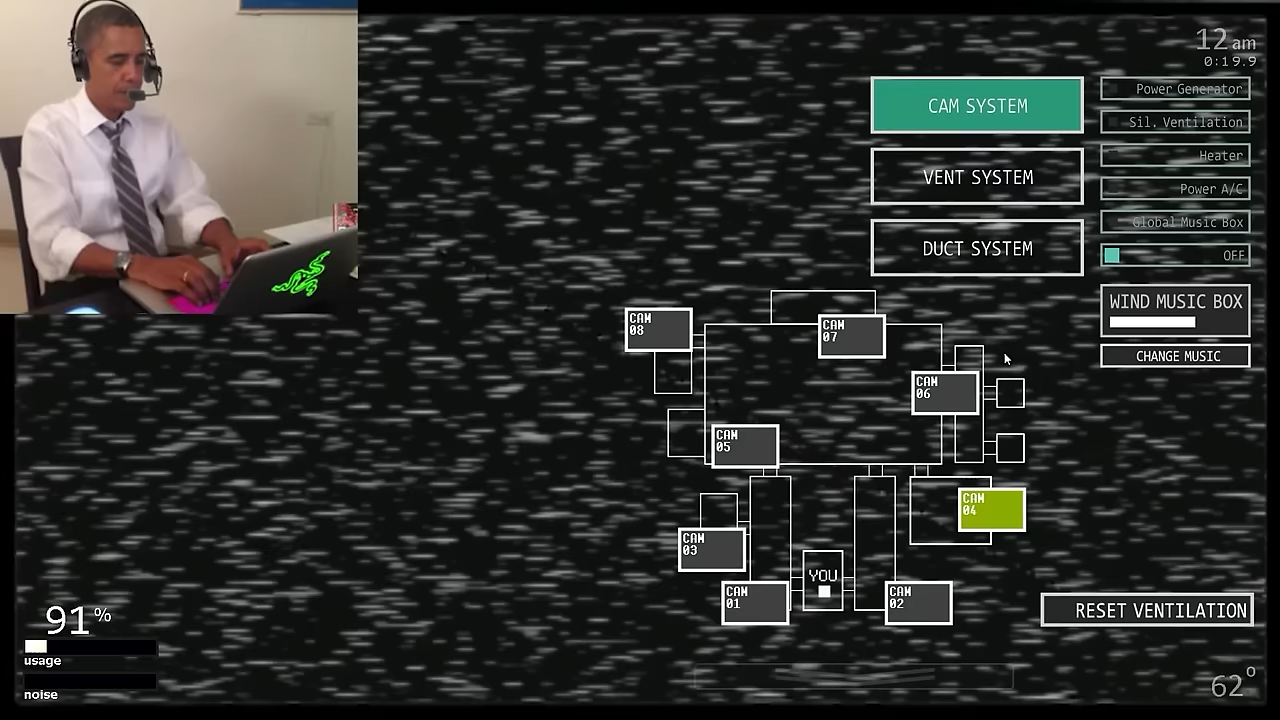 12 am
0:19.9
CAM SYSTEM
Power Generator
Sil. Ventilation
Heater
VENT SYSTEM
Power A/C
Global Music Box
DUCT SYSTEM
OFF
WIND MUSIC BOX
CHANGE MUSIC
CAM
08
CAM
07
CAM
06
CAM
05
CAM
04
CAM
03
YOU
CAM
01
CAM
02
RESET VENTILATION
91 %
usage
noise
62°